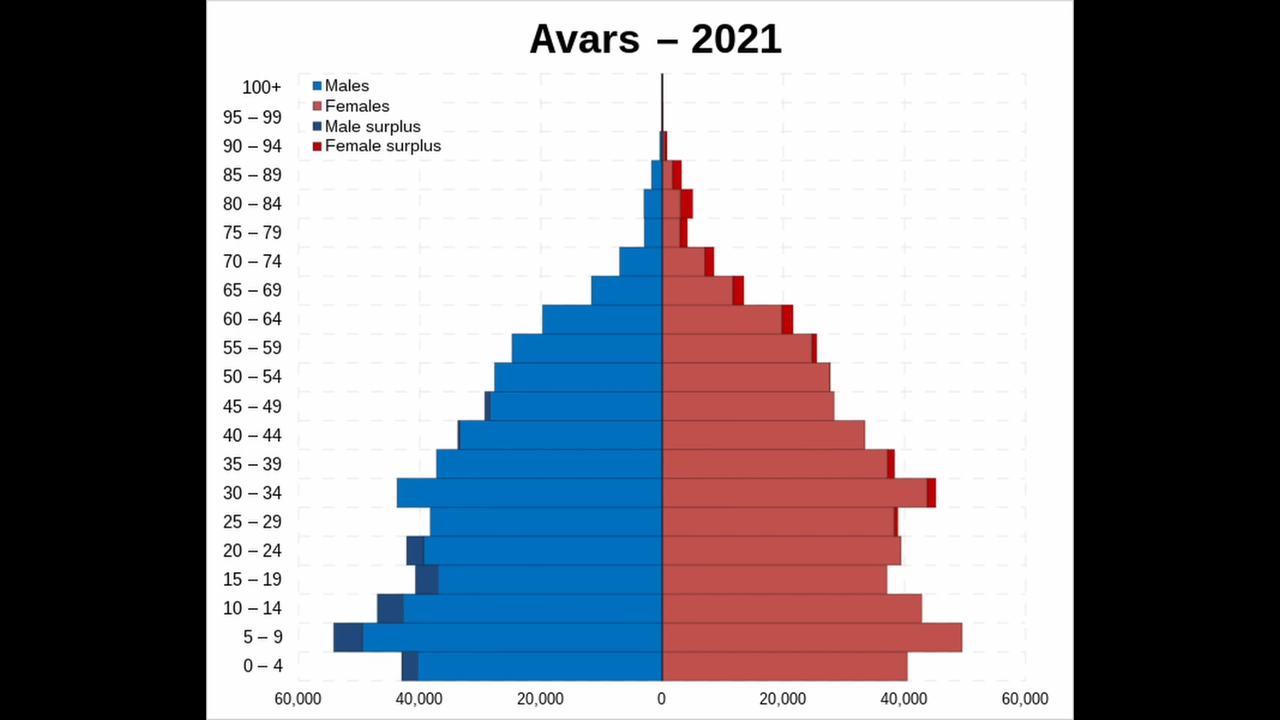 Avars – 2021
100+
95 – 99
90 – 94
85 – 89
80 – 84
75 – 79
70 – 74
65 – 69
60 – 64
55 – 59
50 – 54
45 – 49
40 – 44
35 – 39
30 – 34
25 – 29
20 – 24
15 – 19
10 – 14
5 – 9
0 – 4
Males
Females
Male surplus
Female surplus
60,000 40,000 20,000 0 20,000 40,000 60,000